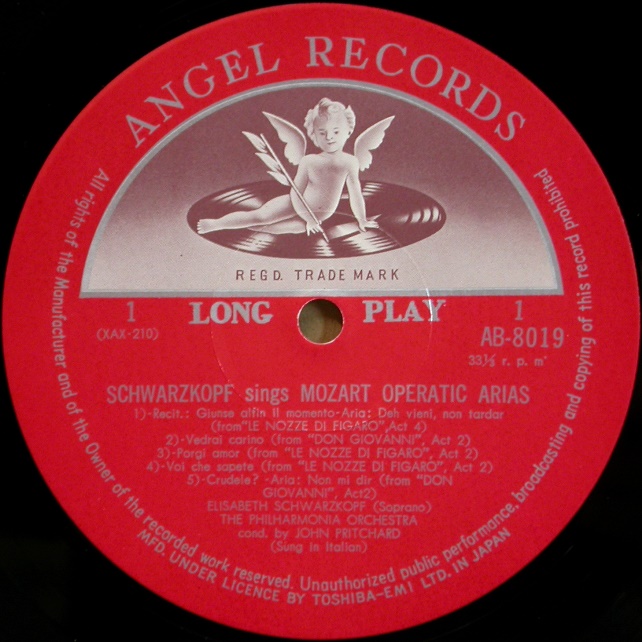 ANGEL RECORDS
REGD. TRADE MARK
1 LONG PLAY 1
(XAX-210) AB-8019
33⅓ r. p. m
SCHWARZKOPF sings MOZART OPERATIC ARIAS
1)-Recit.: Giunse alfin il momento-Aria: Deh vieni, non tardar
(from"LE NOZZE DI FIGARO",Act 4)
2)-Vedrai carino (from "DON GIOVANNI", Act 2)
3)-Porgi amor (from "LE NOZZE DI FIGARO", Act 2)
4)-Voi che sapete (from "LE NOZZE DI FIGARO", Act 2)
5)-Crudele? -Aria: Non mi dir (from "DON
GIOVANNI", Act2)
ELISABETH SCHWARZKOPF (Soprano)
THE PHILHARMONIA ORCHESTRA
cond. by JOHN PRITCHARD
(Sung in Italian)
All rights of the Manufacturer and of the Owner of the recorded work reserved. Unauthorized public performance, broadcasting and copying of this record prohibited
MFD. UNDER LICENCE BY TOSHIBA-EMI LTD. IN JAPAN